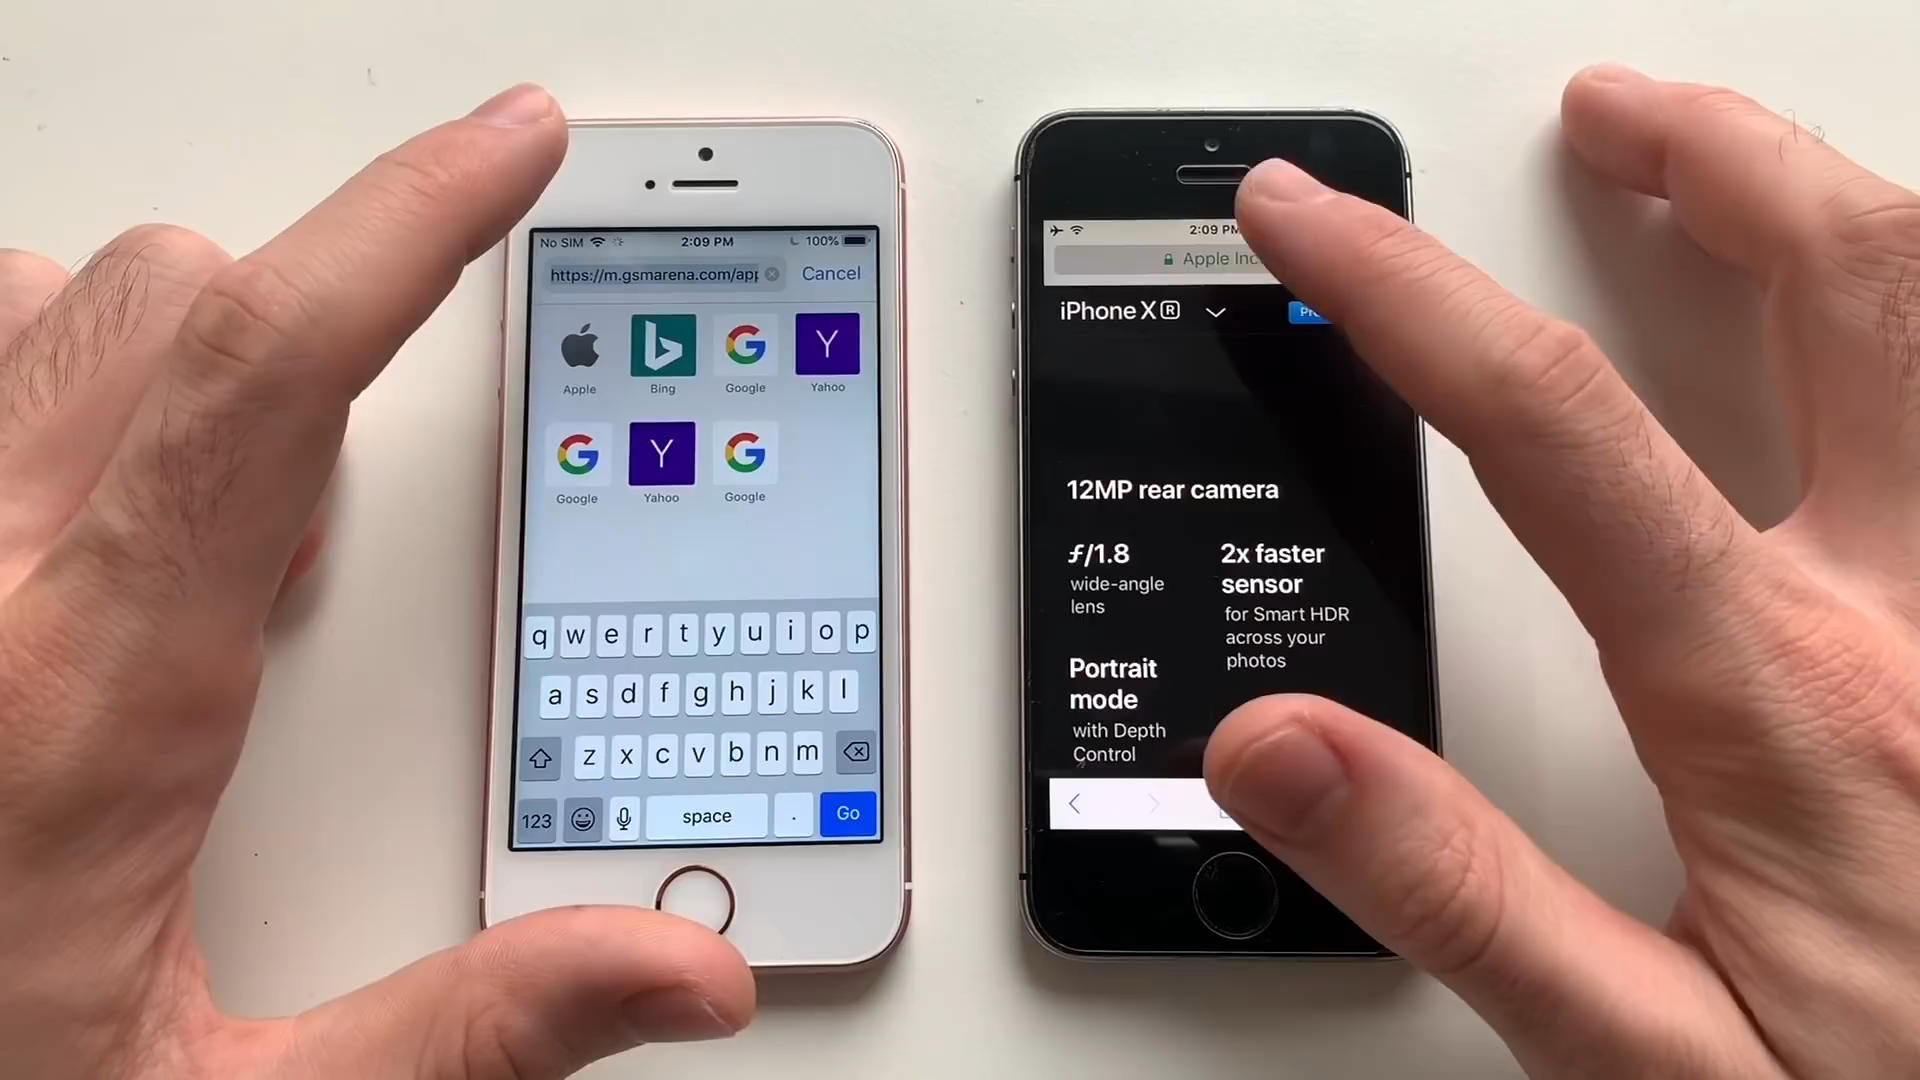 No SIM 2:09 PM 100%
https://m.gsmarena.com/app
Cancel
Apple Bing Google Yahoo
Google Yahoo Google
q w e r t y u i o p
a s d f g h j k l
z x c v b n m
123 space . Go
2:09 PM
Apple Inc
iPhone XR
12MP rear camera
ƒ/1.8
wide-angle
lens
2x faster
sensor
for Smart HDR
across your
photos
Portrait
mode
with Depth
Control